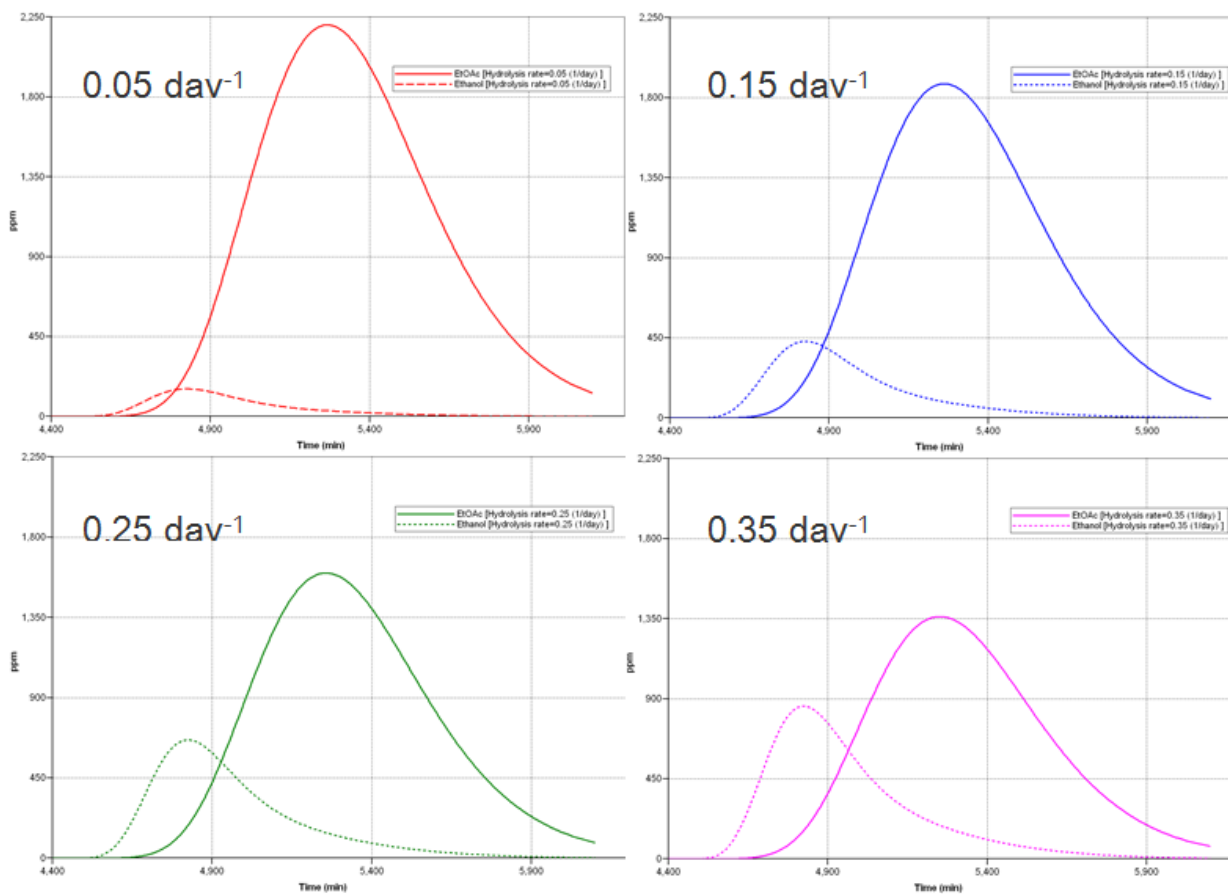 2,250
EtOAc [Hydrolysis rate=0.05 (1/day) ]
Ethanol [Hydrolysis rate=0.05 (1/day) ]
0.05 dav-1
1,800
1,350
ppm
900
450
0
4,400 4,900 5,400 5,900
Time (min)
2,250
EtOAc [Hydrolysis rate=0.15 (1/day) ]
Ethanol [Hydrolysis rate=0.15 (1/day) ]
0.15 dav-1
1,800
1,350
ppm
900
450
0
4,400 4,900 5,400 5,900
Time (min)
2,250
EtOAc [Hydrolysis rate=0.25 (1/day) ]
Ethanol [Hydrolysis rate=0.25 (1/day) ]
0.25 dav-1
1,800
1,350
ppm
900
450
0
4,400 4,900 5,400 5,900
Time (min)
2,250
EtOAc [Hydrolysis rate=0.35 (1/day) ]
Ethanol [Hydrolysis rate=0.35 (1/day) ]
0.35 dav-1
1,800
1,350
ppm
900
450
0
4,400 4,900 5,400 5,900
Time (min)